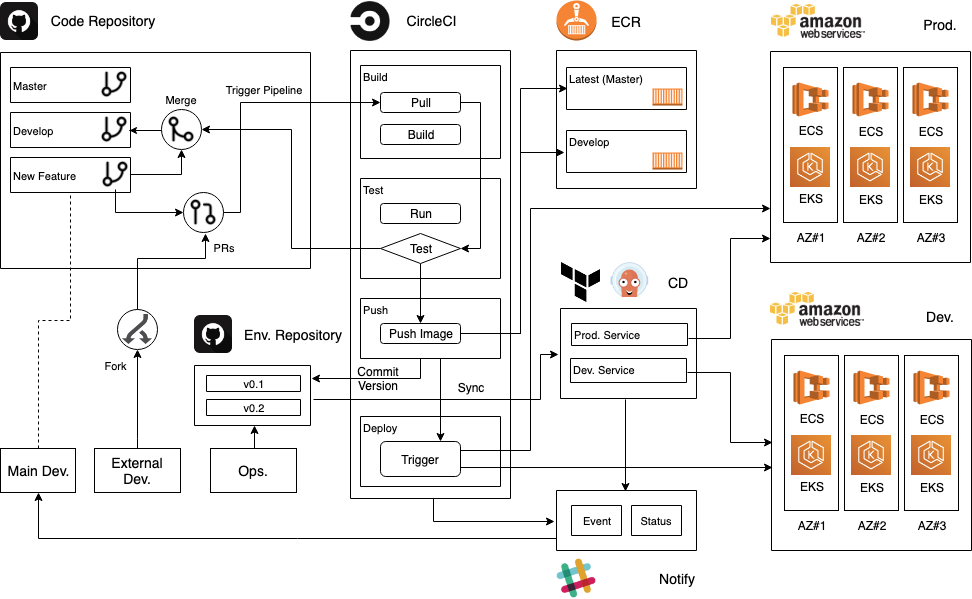 Code Repository
CircleCI
ECR
amazon
web services™
Prod.
Master
Develop
New Feature
Merge
Trigger Pipeline
PRs
Build
Pull
Build
Test
Run
Test
Push
Push Image
Latest (Master)
Develop
ECS
EKS
AZ#1
ECS
EKS
AZ#2
ECS
EKS
AZ#3
Fork
Env. Repository
v0.1
v0.2
Commit
Version
Sync
CD
Prod. Service
Dev. Service
amazon
web services™
Dev.
Deploy
Trigger
Main Dev.
External
Dev.
Ops.
ECS
EKS
AZ#1
ECS
EKS
AZ#2
ECS
EKS
AZ#3
Event
Status
Notify